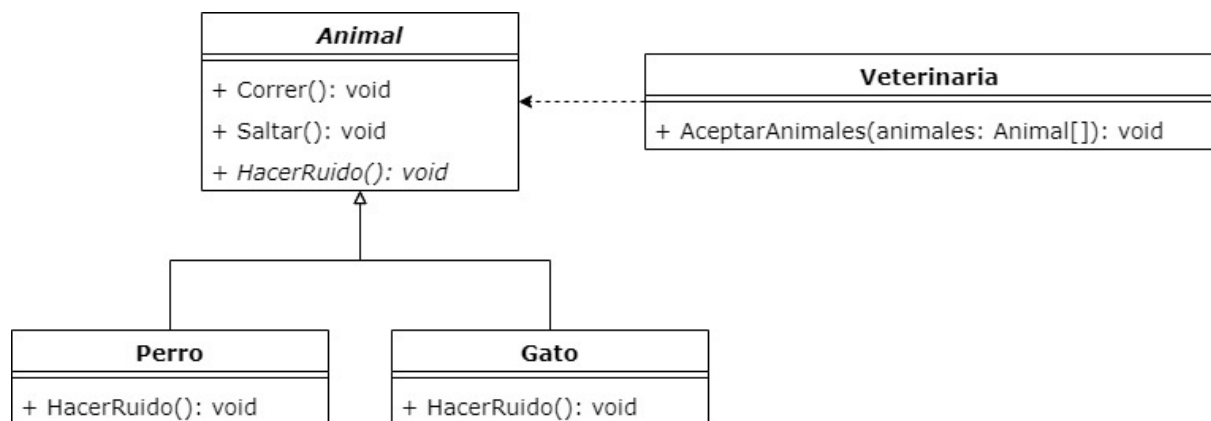 Animal
+ Correr(): void
+ Saltar(): void
+ HacerRuido(): void
Veterinaria
+ AceptarAnimales(animales: Animal[]): void
Perro
+ HacerRuido(): void
Gato
+ HacerRuido(): void